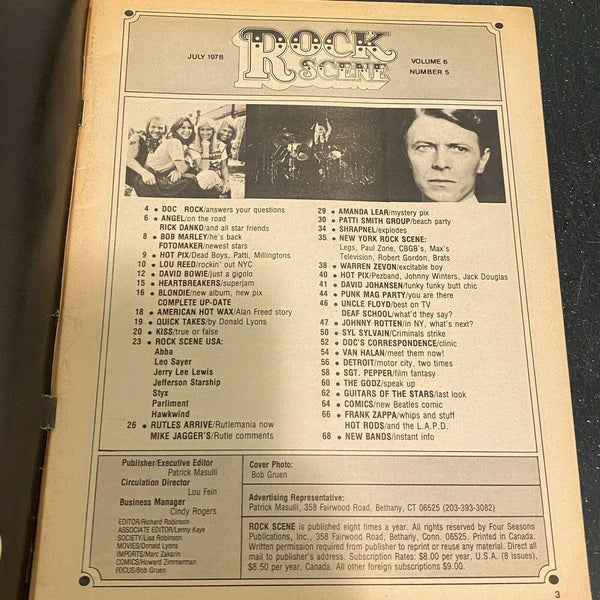 JULY 1978
ROCK
SCENE
VOLUME 6
NUMBER 5
4 • DOC ROCK/answers your questions
6 • ANGEL/on the road
RICK DANKO/and all star friends
8 • BOB MARLEY/he's back
FOTOMAKER/newest stars
9 • HOT PIX/Dead Boys, Patti, Millingtons
10 • LOU REED/rockin' out NYC
12 • DAVID BOWIE/just a gigolo
15 • HEARTBREAKERS/superjam
16 • BLONDIE/new album, new pix
COMPLETE UP-DATE
18 • AMERICAN HOT WAX/Alan Freed story
19 • QUICK TAKES/by Donald Lyons
20 • KISS/true or false
23 • ROCK SCENE USA:
Abba
Leo Sayer
Jerry Lee Lewis
Jefferson Starship
Styx
Parliment
Hawkwind
26 • RUTLES ARRIVE/Rutlemania now
MIKE JAGGER'S/Rutle comments
29 • AMANDA LEAR/mystery pix
30 • PATTI SMITH GROUP/beach party
34 • SHRAPNEL/explodes
35 • NEW YORK ROCK SCENE:
Legs, Paul Zone, CBGB's, Max's
Television, Robert Gordon, Brats
38 • WARREN ZEVON/excitable boy
40 • HOT PIX/Pezband, Johnny Winters, Jack Douglas
41 • DAVID JOHANSEN/funky funky butt chic
44 • PUNK MAG PARTY/you are there
46 • UNCLE FLOYD/best on TV
DEAF SCHOOL/what'd they say?
47 • JOHNNY ROTTEN/in NY, what's next?
50 • SYL SYLVAIN/Criminals strike
52 • DOC'S CORRESPONDENCE/clinic
54 • VAN HALAN/meet them now!
56 • DETROIT/motor city, two times
58 • SGT. PEPPER/film fantasy
60 • THE GODZ/speak up
62 • GUITARS OF THE STARS/last look
64 • COMICS/new Beatles comic
66 • FRANK ZAPPA/whips and stuff
HOT RODS/and the L.A.P.D.
68 • NEW BANDS/instant info
Publisher/Executive Editor
Patrick Masulli
Circulation Director
Lou Fein
Business Manager
Cindy Rogers
EDITOR/Richard Robinson
ASSOCIATE EDITOR/Lenny Kaye
SOCIETY/Lisa Robinson
MOVIES/Donald Lyons
IMPORTS/Marc Zakarin
COMICS/Howard Zimmerman
FOCUS/Bob Gruen
Cover Photo:
Bob Gruen
Advertising Representative:
Patrick Masulli, 358 Fairwood Road, Bethany, CT 06525 (203-393-3082)
ROCK SCENE is published eight times a year. All rights reserved by Four Seasons
Publications, Inc., 358 Fairwood Road, Bethany, Conn. 06525. Printed in Canada.
Written permission required from publisher to reprint or reuse any material. Direct all
mail to publisher's address. Subscription Rates: $8.00 per year, U.S.A. (8 issues),
$8.50 per year, Canada. All other foreign subscriptions $9.00.
3